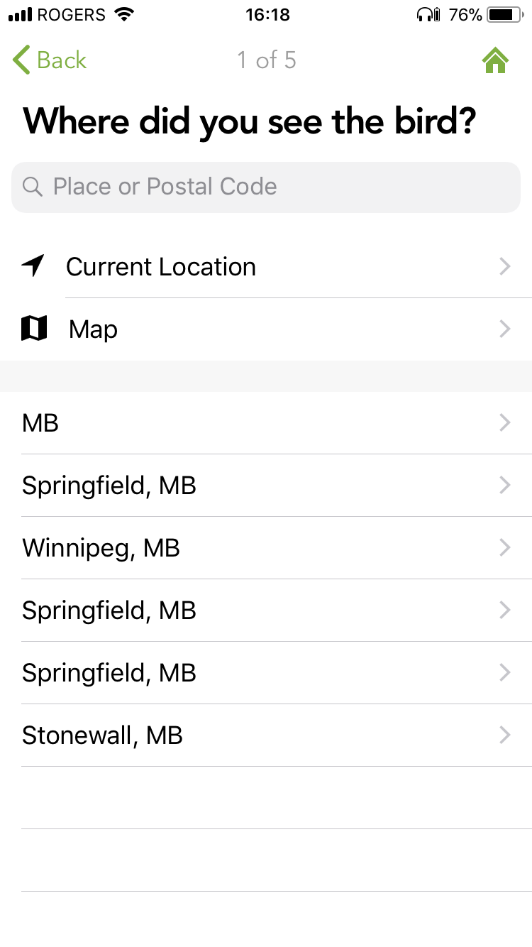 ROGERS 16:18 76%
Back 1 of 5
Where did you see the bird?
Place or Postal Code
Current Location
Map
MB
Springfield, MB
Winnipeg, MB
Springfield, MB
Springfield, MB
Stonewall, MB